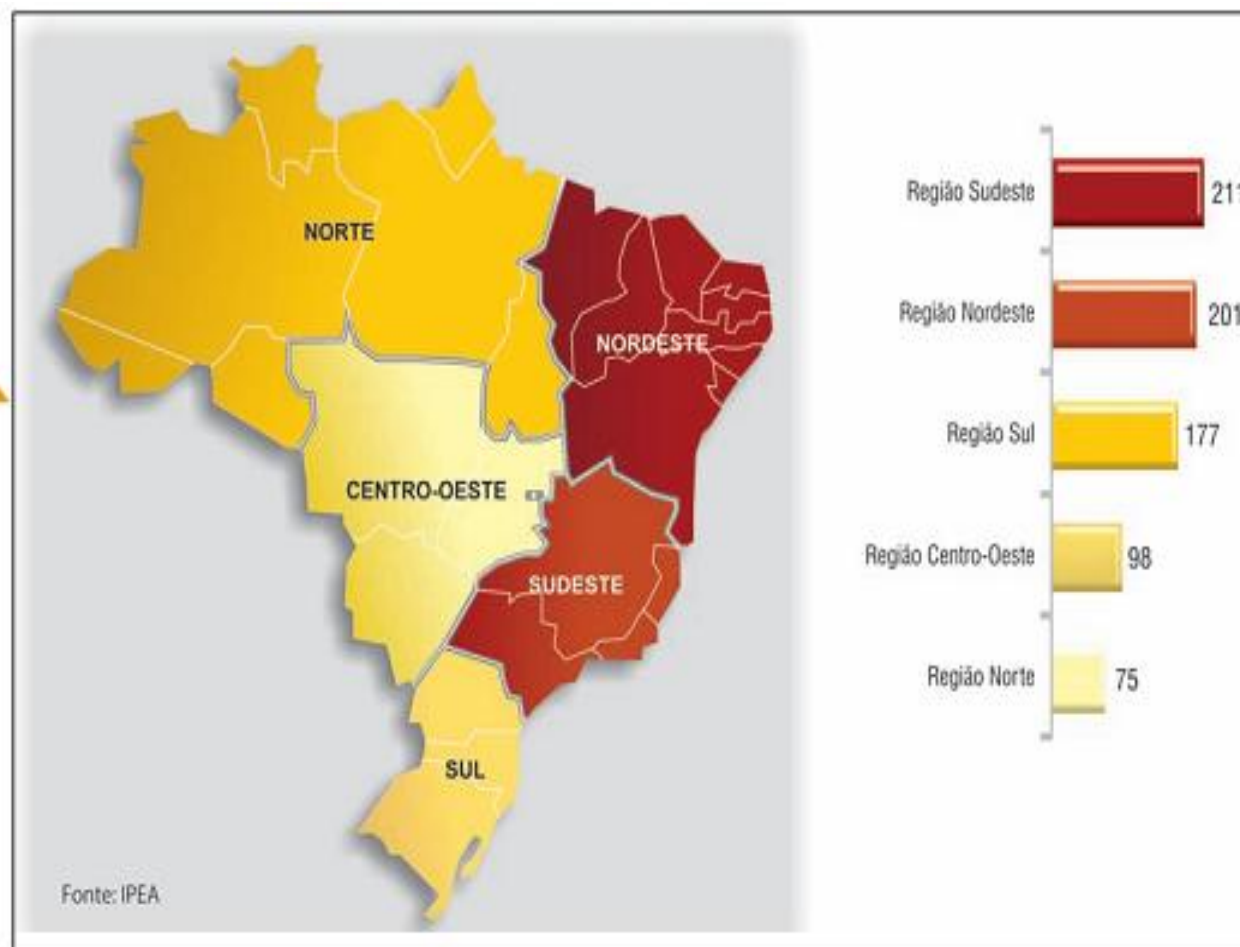 NORTE
NORDESTE
CENTRO-OESTE
SUDESTE
SUL
Fonte: IPEA
Região Sudeste 211
Região Nordeste 201
Região Sul 177
Região Centro-Oeste 98
Região Norte 75